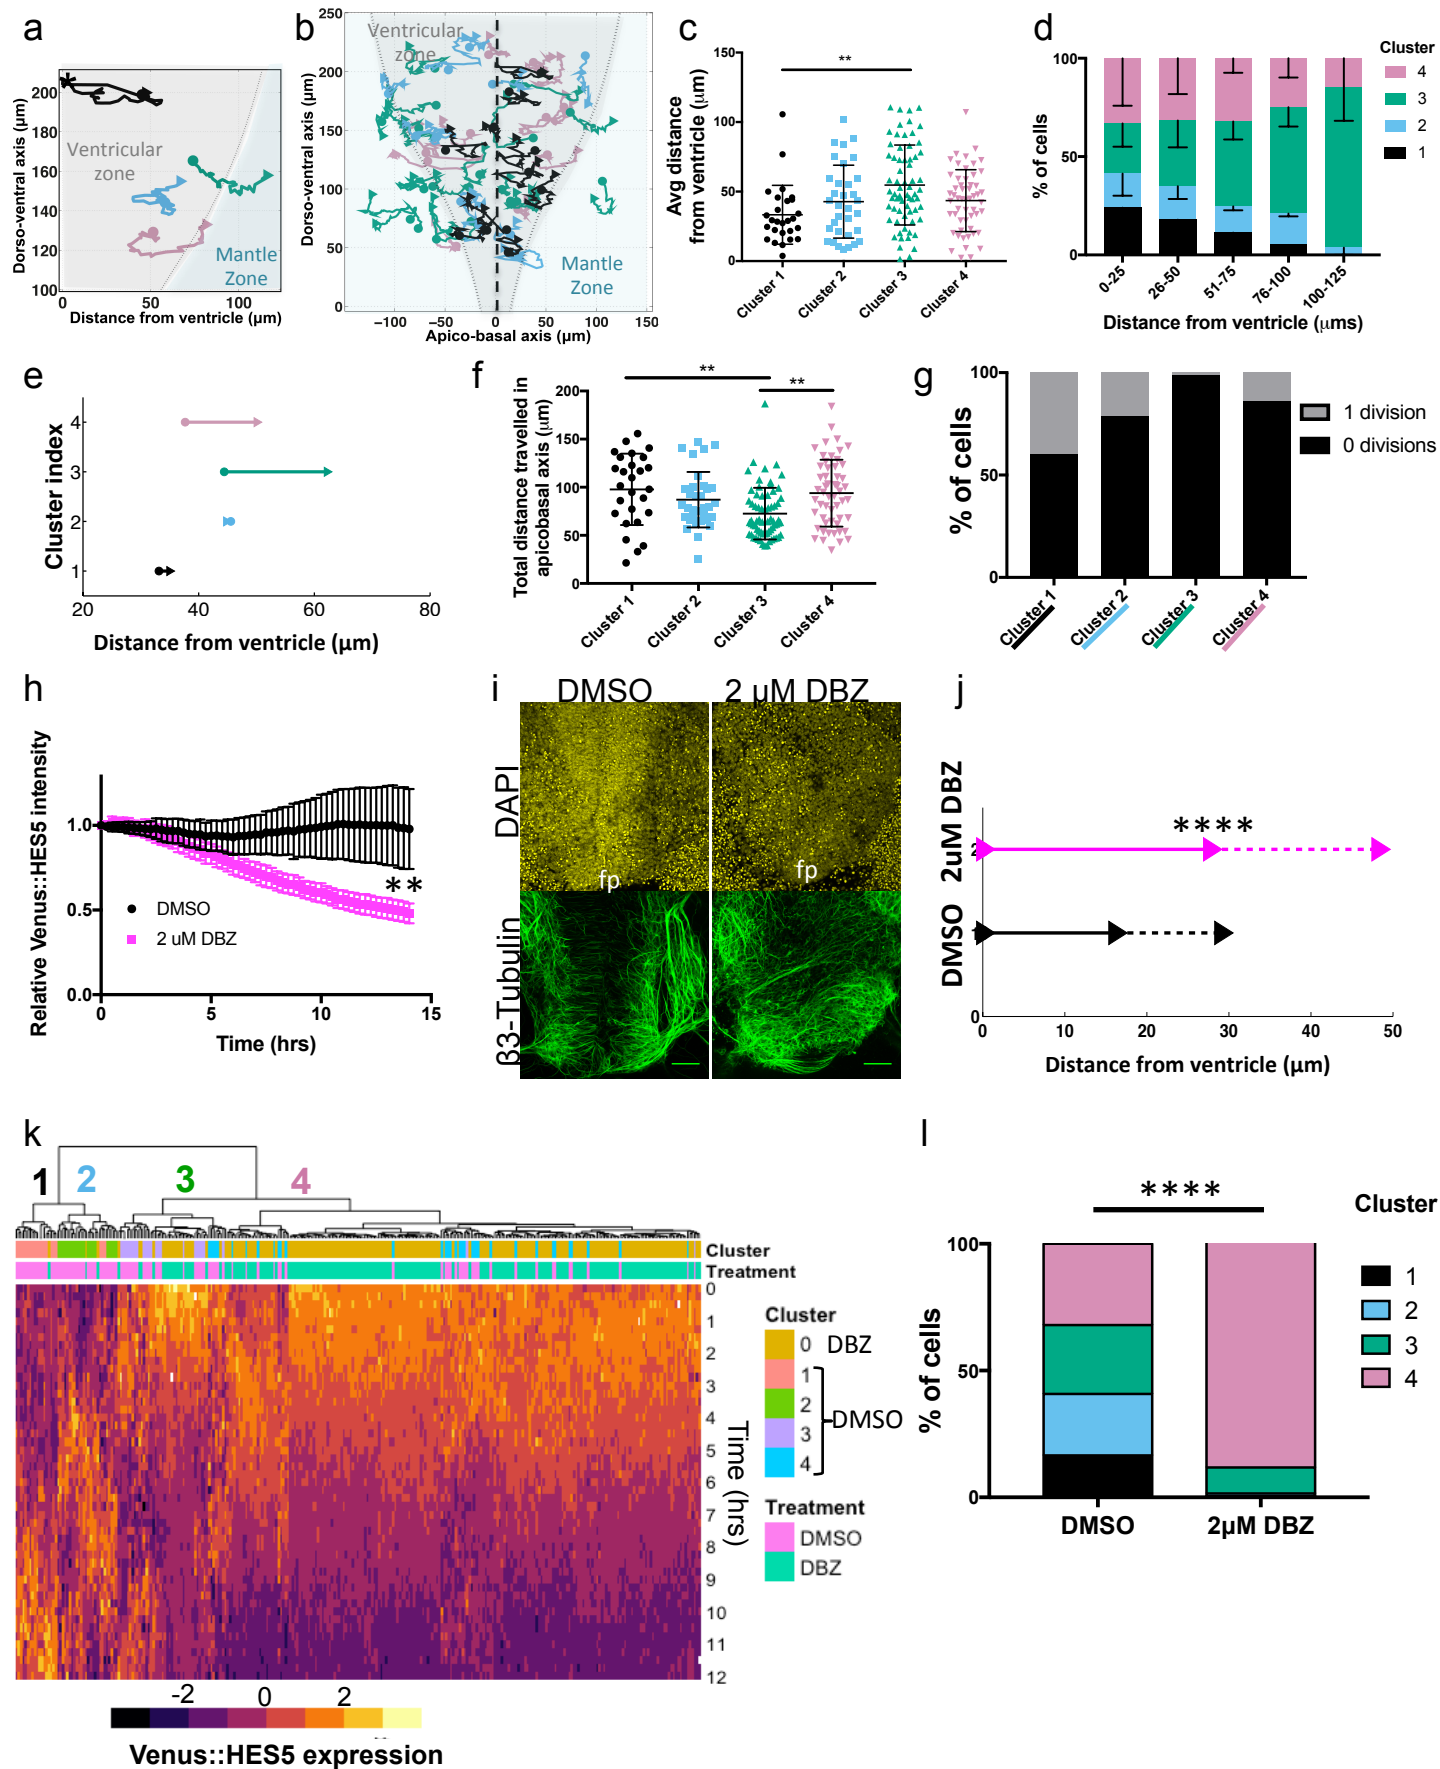 a
Dorso-ventral axis (μm)
200
180
160
140
120
100
Ventricular
zone
Mantle
Zone
0
50
100
Distance from ventricle (μm)
b
Dorso-ventral axis (μm)
250
200
150
100
50
0
Ventricular
zone
Mantle
Zone
−100
−50
0
50
100
150
Apico-basal axis (μm)
c
Avg distance
from ventricle (μm)
150
100
50
0
**
Cluster 1
Cluster 2
Cluster 3
Cluster 4
d
% of cells
100
50
0
0-25
26-50
51-75
76-100
100-125
Distance from ventricle (μms)
Cluster
4
3
2
1
e
Cluster index
4
3
2
1
20
40
60
80
Distance from ventricle (μm)
f
Total distance travelled in
apicobasal axis (μm)
200
150
100
50
0
**
**
Cluster 1
Cluster 2
Cluster 3
Cluster 4
g
% of cells
100
50
0
Cluster 1
Cluster 2
Cluster 3
Cluster 4
1 division
0 divisions
h
Relative Venus::HES5 intensity
1.0
0.5
0.0
**
DMSO
2 uM DBZ
0
5
10
15
Time (hrs)
i
DMSO
2 μM DBZ
DAPI
fp
fp
β3-Tubulin
j
2uM DBZ
DMSO
2
1
0
****
0
10
20
30
40
50
Distance from ventricle (μm)
k
1
2
3
4
Cluster
Treatment
0
1
2
3
4
5
6
7
8
9
10
11
12
Time (hrs)
Cluster
0 DBZ
1
2
3
4
DMSO
Treatment
DMSO
DBZ
-2
0
2
Venus::HES5 expression
l
****
% of cells
100
50
0
DMSO
2μM DBZ
Cluster
1
2
3
4